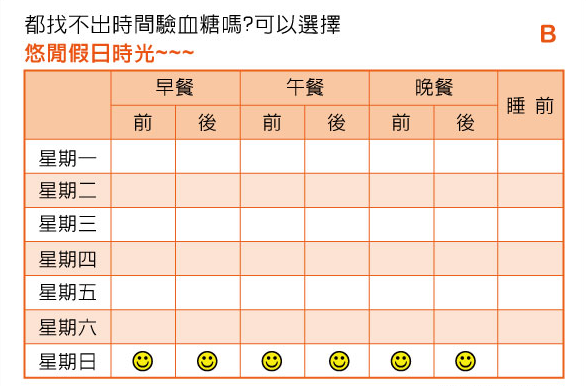 都找不出時間驗血糖嗎?可以選擇
B
悠閒假日時光~~~
早餐 午餐 晚餐 睡 前
前 後 前 後 前 後
星期一
星期二
星期三
星期四
星期五
星期六
星期日